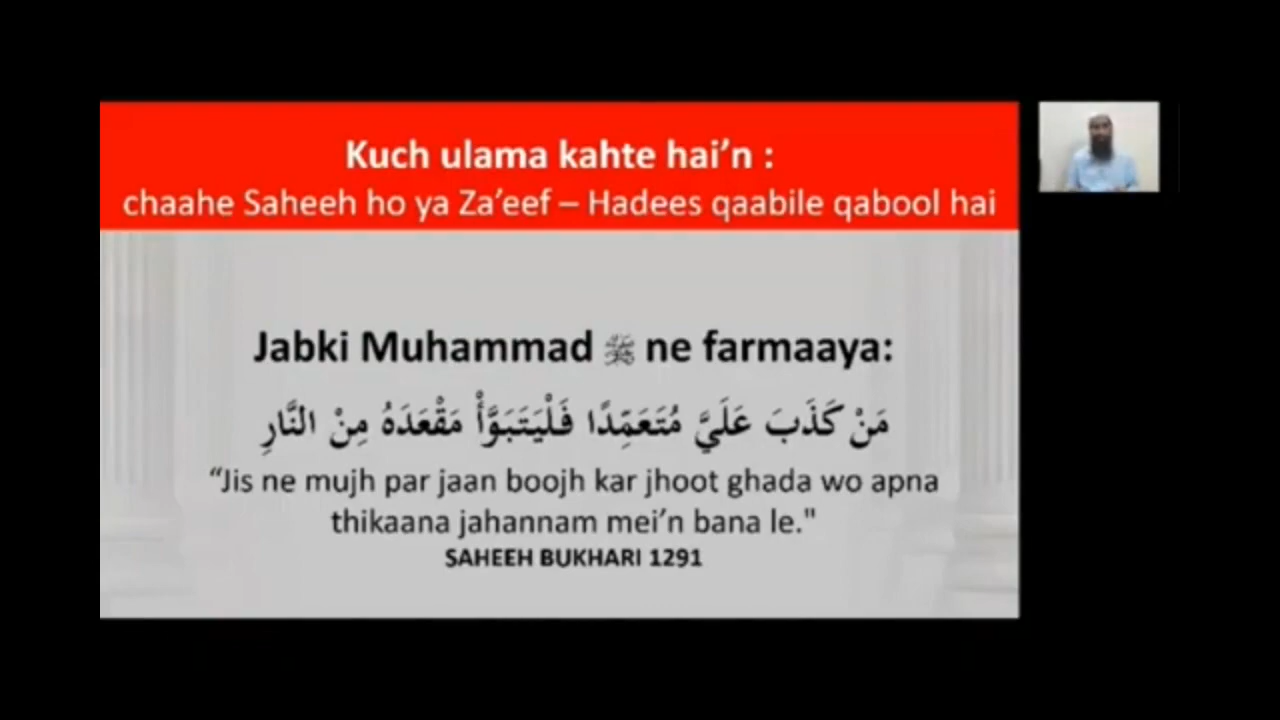 Kuch ulama kahte hai’n :
chaahe Saheeh ho ya Za’eef – Hadees qaabile qabool hai
Jabki Muhammad ﷺ ne farmaaya:
مَنْ كَذَبَ عَلَيَّ مُتَعَمِّدًا فَلْيَتَبَوَّأْ مَقْعَدَهُ مِنْ النَّارِ
“Jis ne mujh par jaan boojh kar jhoot ghada wo apna
thikaana jahannam mei’n bana le."
SAHEEH BUKHARI 1291